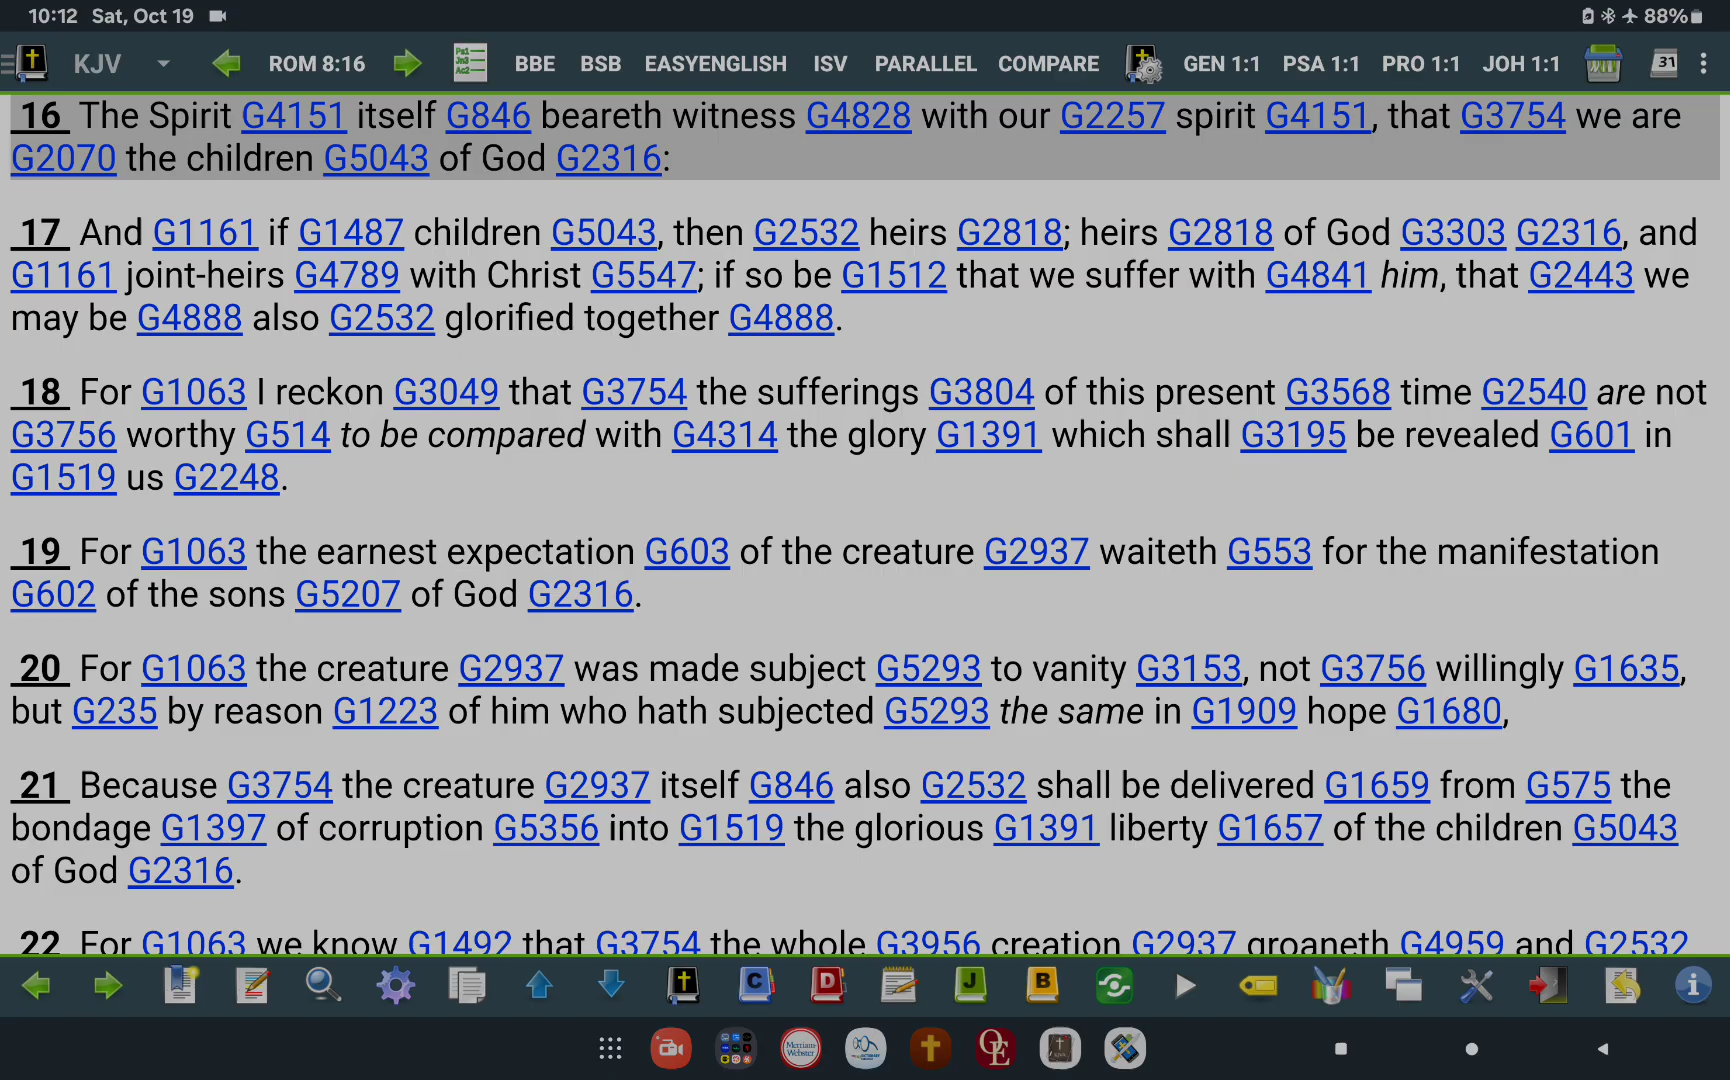 10:12 Sat, Oct 19 88%
KJV ROM 8:16 BBE BSB EASYENGLISH ISV PARALLEL COMPARE GEN 1:1 PSA 1:1 PRO 1:1 JOH 1:1 31
16 The Spirit G4151 itself G846 beareth witness G4828 with our G2257 spirit G4151, that G3754 we are
G2070 the children G5043 of God G2316:
17 And G1161 if G1487 children G5043, then G2532 heirs G2818; heirs G2818 of God G3303 G2316, and
G1161 joint-heirs G4789 with Christ G5547; if so be G1512 that we suffer with G4841 him, that G2443 we
may be G4888 also G2532 glorified together G4888.
18 For G1063 I reckon G3049 that G3754 the sufferings G3804 of this present G3568 time G2540 are not
G3756 worthy G514 to be compared with G4314 the glory G1391 which shall G3195 be revealed G601 in
G1519 us G2248.
19 For G1063 the earnest expectation G603 of the creature G2937 waiteth G553 for the manifestation
G602 of the sons G5207 of God G2316.
20 For G1063 the creature G2937 was made subject G5293 to vanity G3153, not G3756 willingly G1635,
but G235 by reason G1223 of him who hath subjected G5293 the same in G1909 hope G1680,
21 Because G3754 the creature G2937 itself G846 also G2532 shall be delivered G1659 from G575 the
bondage G1397 of corruption G5356 into G1519 the glorious G1391 liberty G1657 of the children G5043
of God G2316.
22 For G1063 we know G1492 that G3754 the whole G3956 creation G2937 groaneth G4959 and G2532
C D J B
Merriam-Webster OE